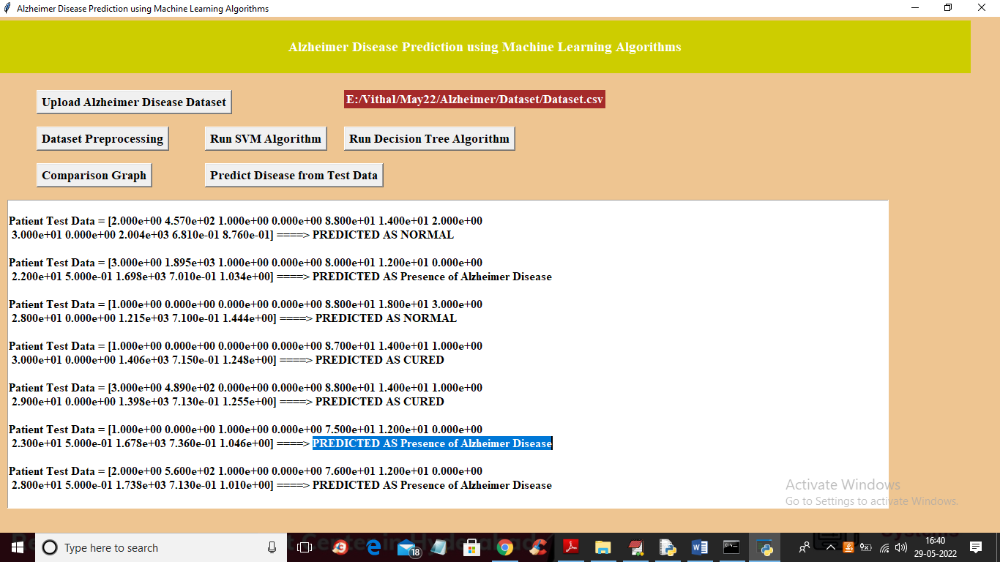 Alzheimer Disease Prediction using Machine Learning Algorithms
Alzheimer Disease Prediction using Machine Learning Algorithms
Upload Alzheimer Disease Dataset
E:/Vithal/May22/Alzheimer/Dataset/Dataset.csv
Dataset Preprocessing
Run SVM Algorithm
Run Decision Tree Algorithm
Comparison Graph
Predict Disease from Test Data
Patient Test Data = [2.000e+00 4.570e+02 1.000e+00 0.000e+00 8.800e+01 1.400e+01 2.000e+00
3.000e+01 0.000e+00 2.004e+03 6.810e-01 8.760e-01] ====> PREDICTED AS NORMAL
Patient Test Data = [3.000e+00 1.895e+03 1.000e+00 0.000e+00 8.000e+01 1.200e+01 0.000e+00
2.200e+01 5.000e-01 1.698e+03 7.010e-01 1.034e+00] ====> PREDICTED AS Presence of Alzheimer Disease
Patient Test Data = [1.000e+00 0.000e+00 0.000e+00 0.000e+00 8.800e+01 1.800e+01 3.000e+00
2.800e+01 0.000e+00 1.215e+03 7.100e-01 1.444e+00] ====> PREDICTED AS NORMAL
Patient Test Data = [1.000e+00 0.000e+00 0.000e+00 0.000e+00 8.700e+01 1.400e+01 1.000e+00
3.000e+01 0.000e+00 1.406e+03 7.150e-01 1.248e+00] ====> PREDICTED AS CURED
Patient Test Data = [3.000e+00 4.890e+02 0.000e+00 0.000e+00 8.800e+01 1.400e+01 1.000e+00
2.900e+01 0.000e+00 1.398e+03 7.130e-01 1.255e+00] ====> PREDICTED AS CURED
Patient Test Data = [1.000e+00 0.000e+00 1.000e+00 0.000e+00 7.500e+01 1.200e+01 0.000e+00
2.300e+01 5.000e-01 1.678e+03 7.360e-01 1.046e+00] ====> PREDICTED AS Presence of Alzheimer Disease
Patient Test Data = [2.000e+00 5.600e+02 1.000e+00 0.000e+00 7.600e+01 1.200e+01 0.000e+00
2.800e+01 5.000e-01 1.738e+03 7.130e-01 1.010e+00] ====> PREDICTED AS Presence of Alzheimer Disease
Activate Windows
Go to Settings to activate Windows.
Type here to search
18
16:40
29-05-2022